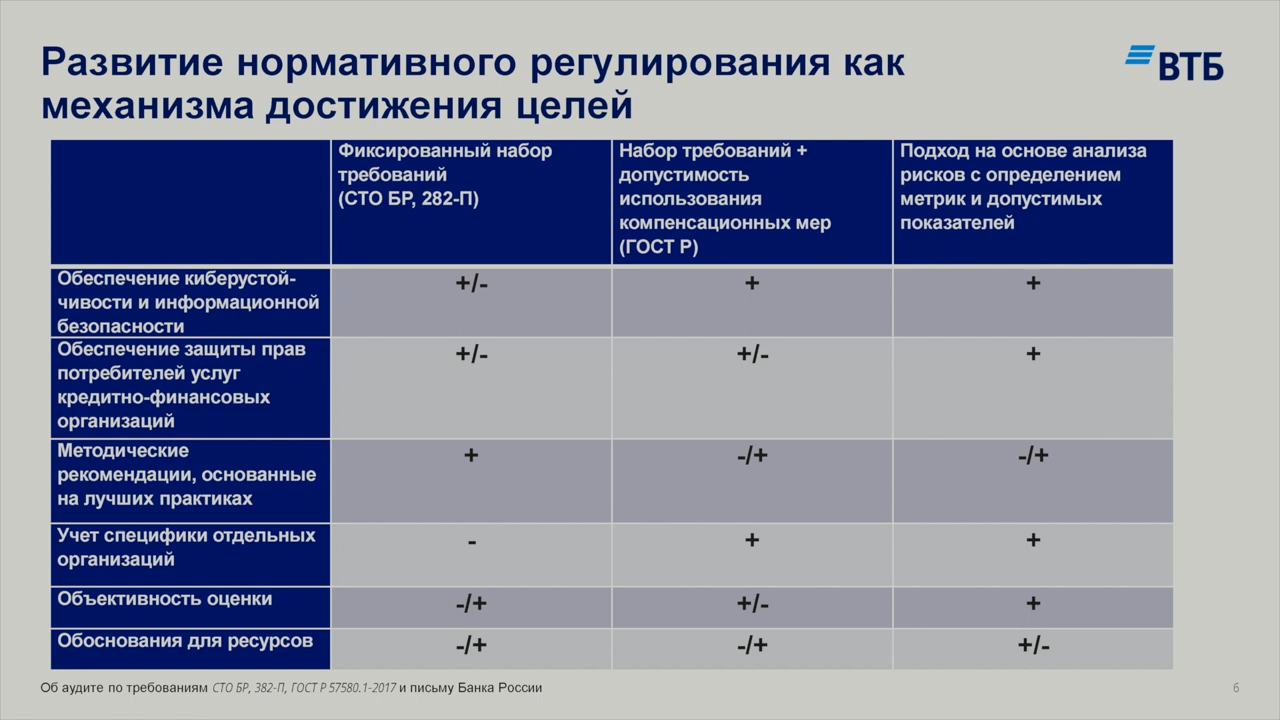 Развитие нормативного регулирования как
механизма достижения целей
ВТБ
Фиксированный набор
требований
(СТО БР, 282-П)
Набор требований +
допустимость
использования
компенсационных мер
(ГОСТ Р)
Подход на основе анализа
рисков с определением
метрик и допустимых
показателей
Обеспечение киберустой-
чивости и информационной
безопасности
+/-
+
+
Обеспечение защиты прав
потребителей услуг
кредитно-финансовых
организаций
+/-
+/-
+
Методические
рекомендации, основанные
на лучших практиках
+
-/+
-/+
Учет специфики отдельных
организаций
-
+
+
Объективность оценки
-/+
+/-
+
Обоснования для ресурсов
-/+
-/+
+/-
Об аудите по требованиям СТО БР, 382-П, ГОСТ Р 57580.1-2017 и письму Банка России
6